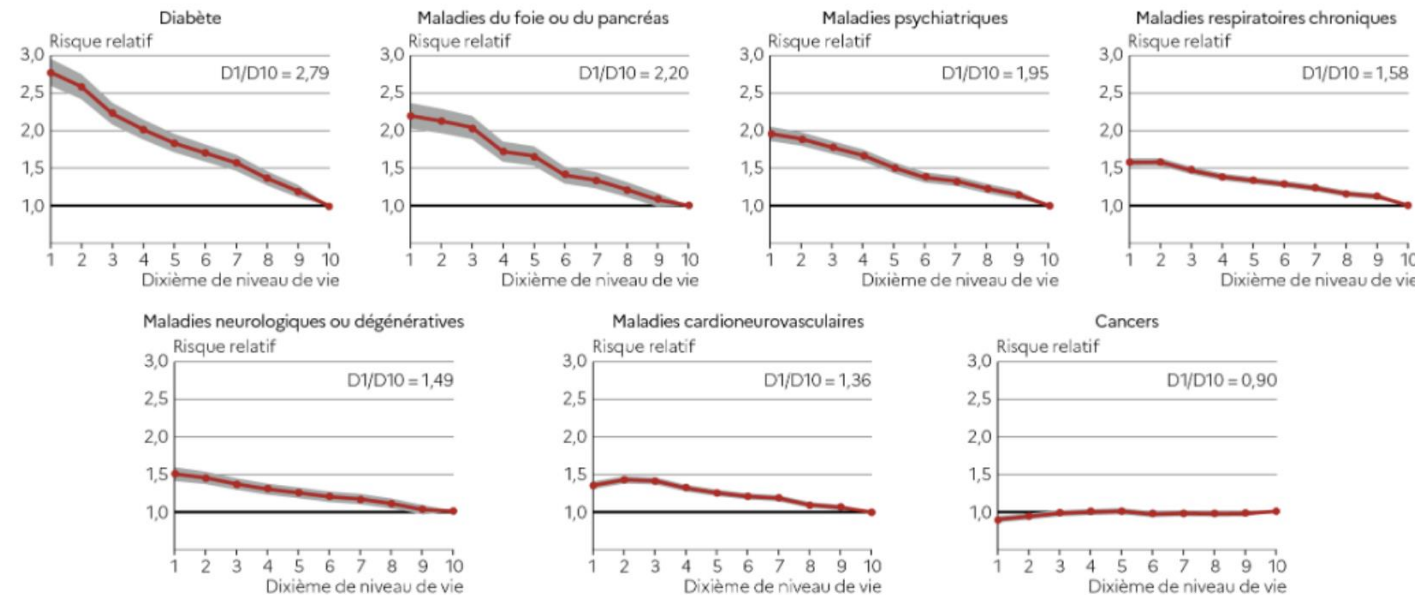 Diabète
Risque relatif
3,0
D1/D10 = 2,79
2,5
2,0
1,5
1,0
1 2 3 4 5 6 7 8 9 10
Dixième de niveau de vie
Maladies du foie ou du pancréas
Risque relatif
3,0
D1/D10 = 2,20
2,5
2,0
1,5
1,0
1 2 3 4 5 6 7 8 9 10
Dixième de niveau de vie
Maladies psychiatriques
Risque relatif
3,0
D1/D10 = 1,95
2,5
2,0
1,5
1,0
1 2 3 4 5 6 7 8 9 10
Dixième de niveau de vie
Maladies respiratoires chroniques
Risque relatif
3,0
D1/D10 = 1,58
2,5
2,0
1,5
1,0
1 2 3 4 5 6 7 8 9 10
Dixième de niveau de vie
Maladies neurologiques ou dégénératives
Risque relatif
3,0
D1/D10 = 1,49
2,5
2,0
1,5
1,0
1 2 3 4 5 6 7 8 9 10
Dixième de niveau de vie
Maladies cardioneurovasculaires
Risque relatif
3,0
D1/D10 = 1,36
2,5
2,0
1,5
1,0
1 2 3 4 5 6 7 8 9 10
Dixième de niveau de vie
Cancers
Risque relatif
3,0
D1/D10 = 0,90
2,5
2,0
1,5
1,0
1 2 3 4 5 6 7 8 9 10
Dixième de niveau de vie